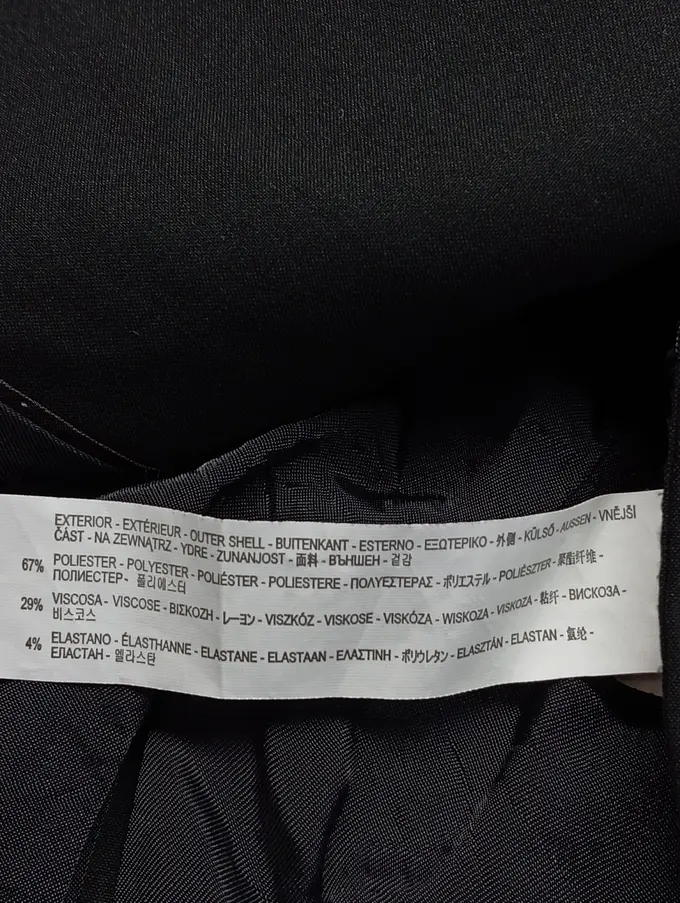 EXTERIOR - EXTÉRIEUR - OUTER SHELL - BUITENKANT - ESTERNO - ΕΞΩΤΕΡΙΚΟ - 外側 - KÜLSŐ - AUSSEN - VNĚJŠÍ
ČÁST - NA ZEWNĄTRZ - YDRE - ZUNANJOST - 面料 - ВЪНШЕН - 겉감
67% POLIESTER - POLYESTER - POLIÉSTER - POLIESTERE - ΠΟΛΥΕΣΤΕΡΑΣ - ポリエステル - POLIÉSZTER - 聚酯纤维 -
ПОЛИЕСТЕР - 폴리에스터
29% VISCOSA - VISCOSE - ΒΙΣΚΟΖΗ - レーヨン - VISZKÓZ - VISKOSE - VISKÓZA - WISKOZA - VISKOZA - 粘纤 - ВИСКОЗА -
비스코스
4% ELASTANO - ÉLASTHANNE - ELASTANE - ELASTAAN - ΕΛΑΣΤΙΝΗ - ポリウレタン - ELASZTÁN - ELASTAN - 氨纶 -
ЕЛАСТАН - 엘라스탄